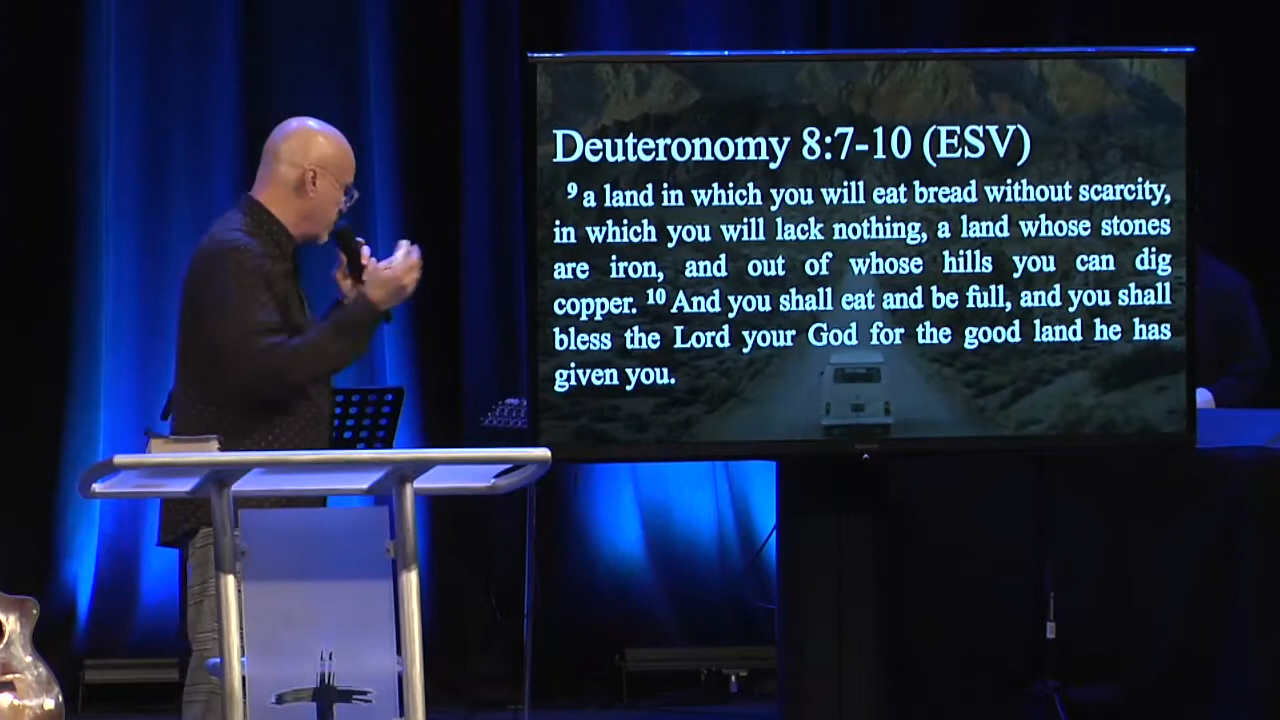 Deuteronomy 8:7-10 (ESV)
9 a land in which you will eat bread without scarcity,
in which you will lack nothing, a land whose stones
are iron, and out of whose hills you can dig
copper. 10 And you shall eat and be full, and you shall
bless the Lord your God for the good land he has
given you.